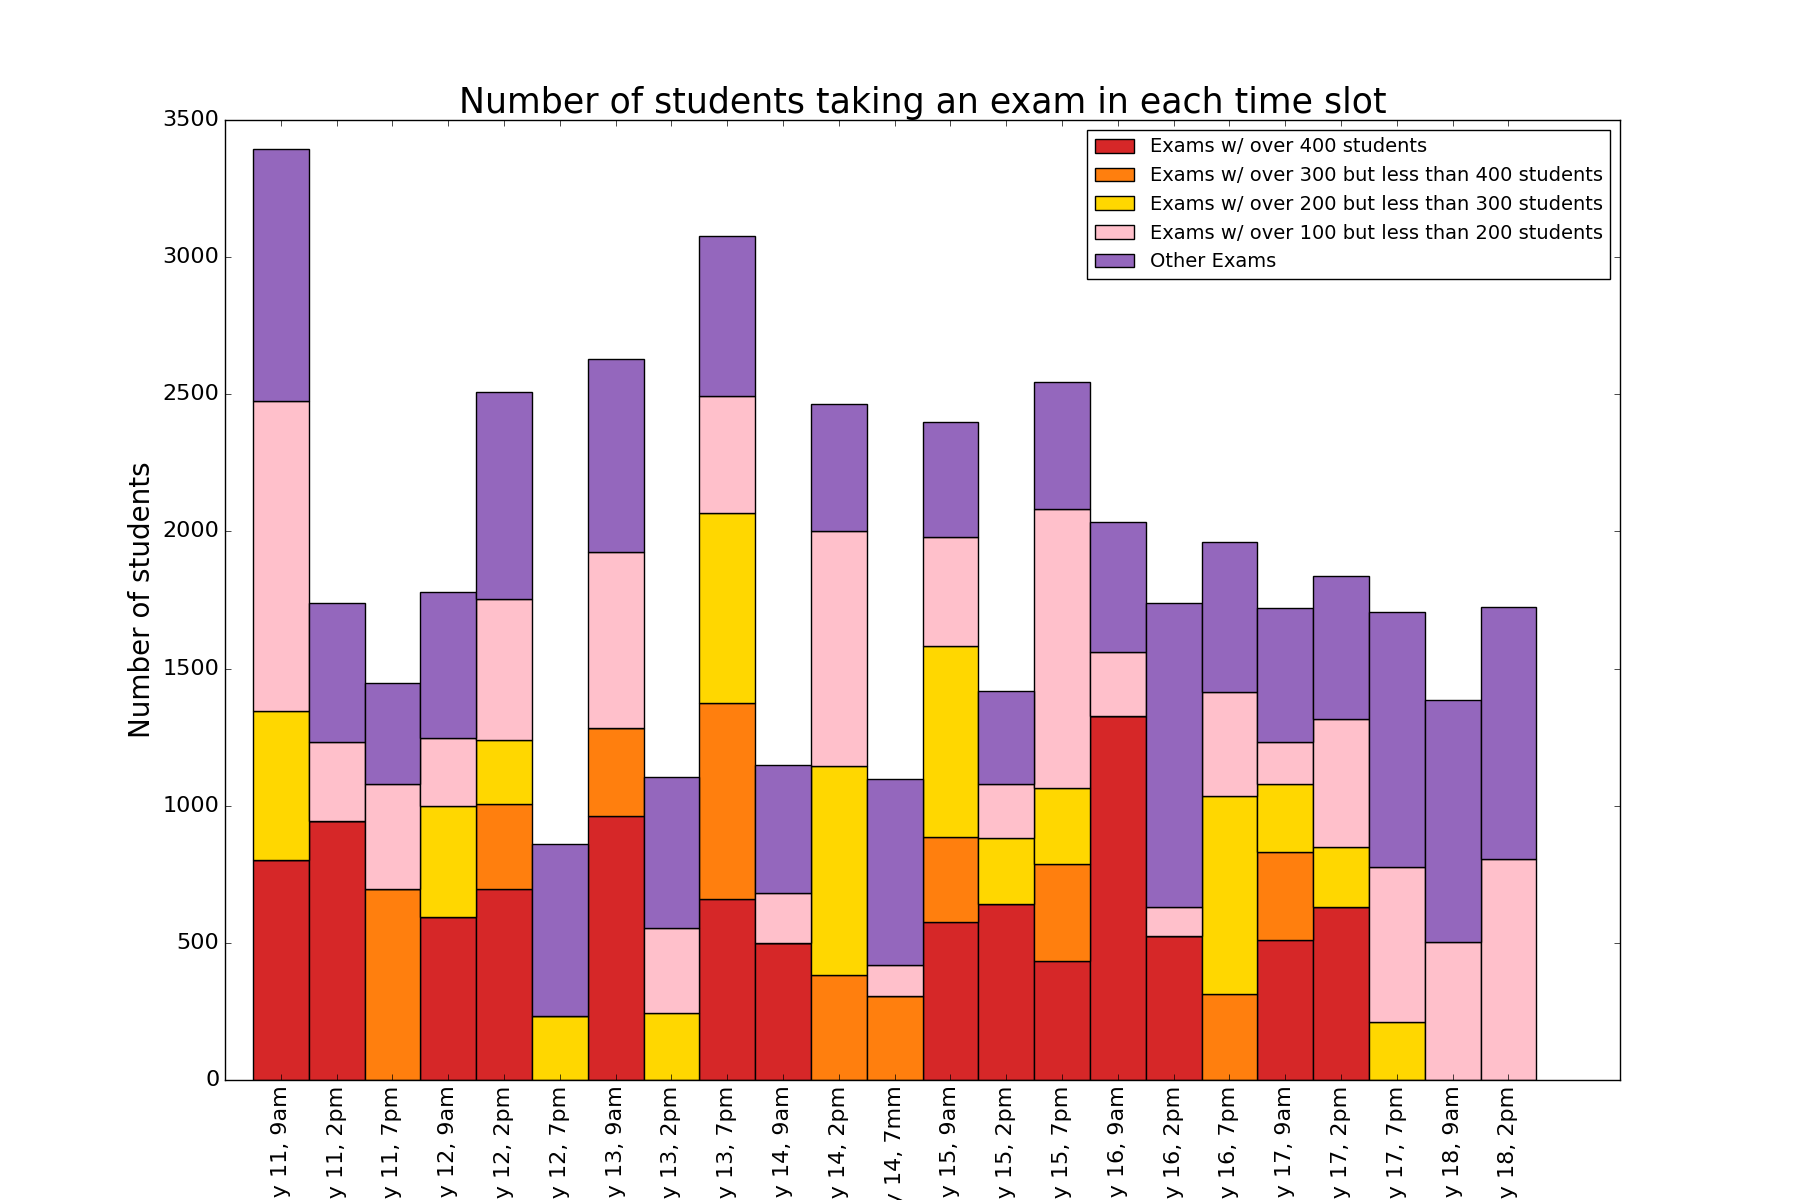 Number of students taking an exam in each time slot
Exams w/ over 400 students
Exams w/ over 300 but less than 400 students
Exams w/ over 200 but less than 300 students
Exams w/ over 100 but less than 200 students
Other Exams
Number of students
3500
3000
2500
2000
1500
1000
500
0
y 11, 9am
y 11, 2pm
y 11, 7pm
y 12, 9am
y 12, 2pm
y 12, 7pm
y 13, 9am
y 13, 2pm
y 13, 7pm
y 14, 9am
y 14, 2pm
y 14, 7mm
y 15, 9am
y 15, 2pm
y 15, 7pm
y 16, 9am
y 16, 2pm
y 16, 7pm
y 17, 9am
y 17, 2pm
y 17, 7pm
y 18, 9am
y 18, 2pm